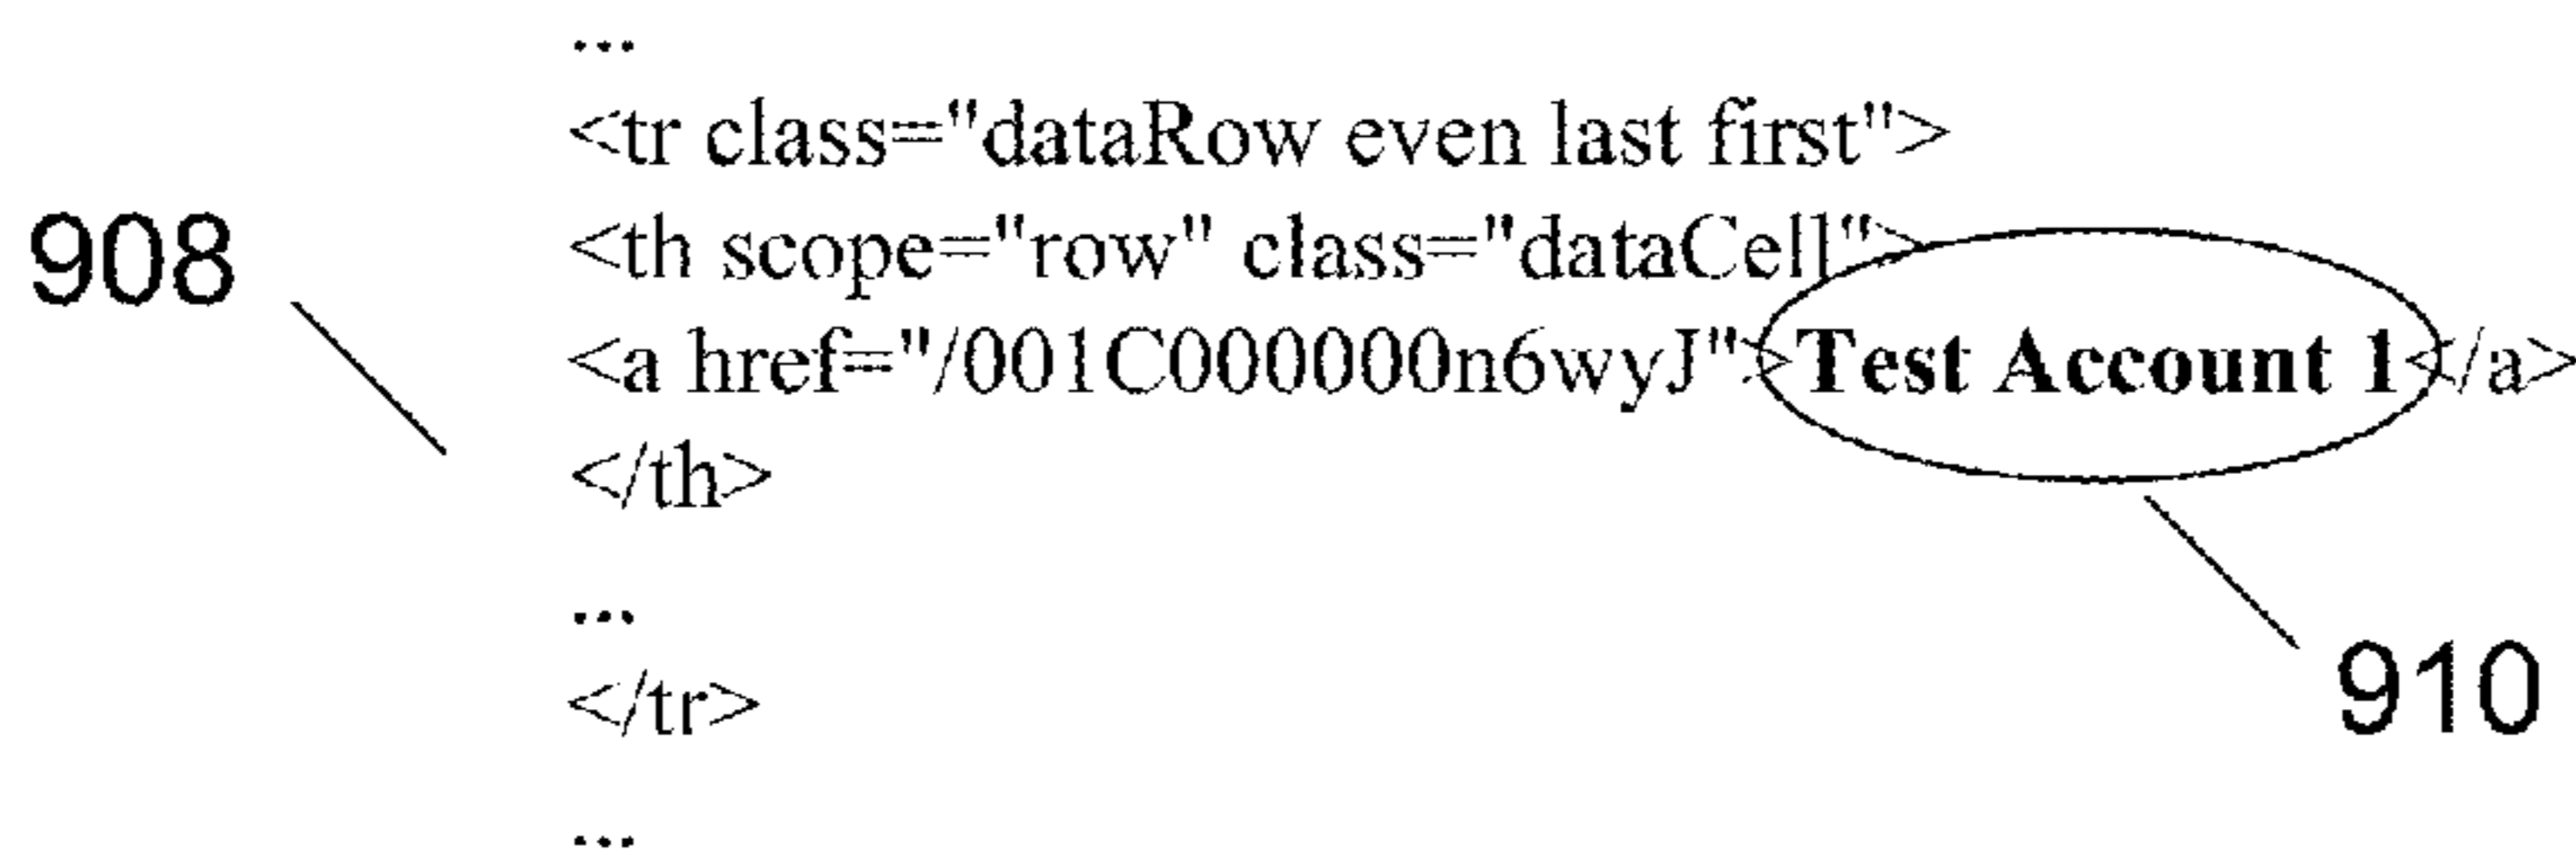 ...
<tr class="dataRow even last first">
908
<th scope="row" class="dataCell">
<a href="/001C000000n6wyJ">Test Account 1</a>
</th>
...
</tr>
910
...